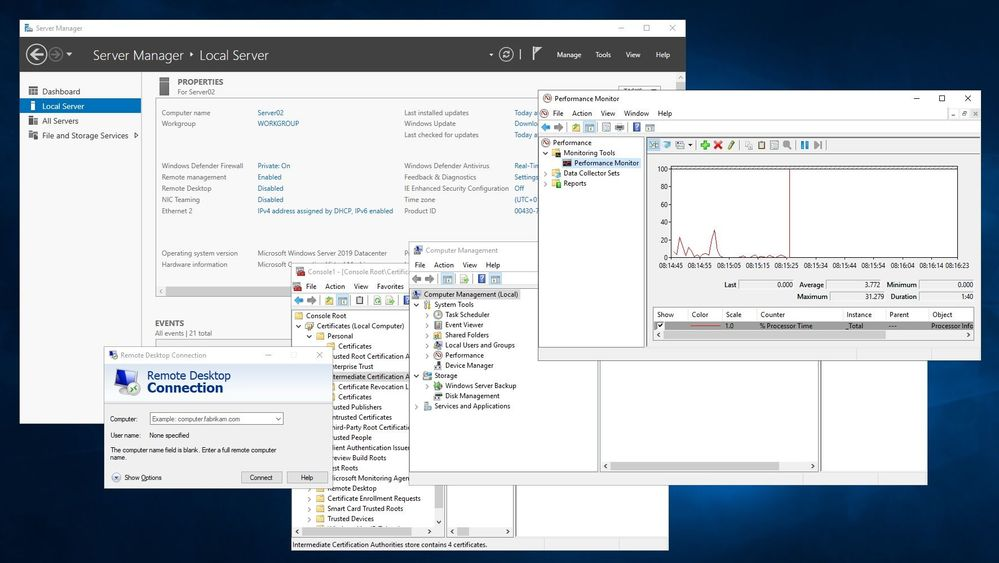 Server Manager
Server Manager • Local Server
Manage Tools View Help
Dashboard
Local Server
All Servers
File and Storage Services
PROPERTIES
For Server02
Computer name Server02
Workgroup WORKGROUP
Last installed updates Today a
Windows Update Downlo
Last checked for updates Today a
Windows Defender Firewall Private: On
Remote management Enabled
Remote Desktop Disabled
NIC Teaming Disabled
Ethernet 2 IPv4 address assigned by DHCP, IPv6 enabled
Windows Defender Antivirus Real-Tim
Feedback & Diagnostics Settings
IE Enhanced Security Configuration Off
Time zone (UTC+0
Product ID 00430-7
Operating system version Microsoft Windows Server 2019 Datacenter
Hardware information
EVENTS
All events | 21 total
Performance Monitor
File Action View Window Help
Performance
Monitoring Tools
Performance Monitor
Data Collector Sets
Reports
100
80
60
40
20
0
08:14:45 08:14:55 08:15:05 08:15:15 08:15:25 08:15:34 08:15:44 08:15:54 08:16:04 08:16:14 08:16:23
Last 0.000 Average 3.772 Minimum 0.000
Maximum 31.279 Duration 1:40
Show Color Scale Counter Instance Parent Object
1.0 % Processor Time _Total --- Processor Info
Computer Management
File Action View Help
Computer Management (Local)
System Tools
Task Scheduler
Event Viewer
Shared Folders
Local Users and Groups
Performance
Device Manager
Storage
Windows Server Backup
Disk Management
Services and Applications
Console1 - [Console Root\Certific
File Action View Favorites
Console Root
Certificates (Local Computer)
Personal
Certificates
Trusted Root Certification A
Enterprise Trust
Intermediate Certification A
Certificate Revocation L
Certificates
Trusted Publishers
Untrusted Certificates
Third-Party Root Certification
Trusted People
Client Authentication Issuer
Preview Build Roots
Test Roots
Microsoft Monitoring Agen
Remote Desktop
Certificate Enrollment Requests
Smart Card Trusted Roots
Trusted Devices
Intermediate Certification Authorities store contains 4 certificates.
Remote Desktop Connection
Remote Desktop
Connection
Computer: Example: computer.fabrikam.com
User name: None specified
The computer name field is blank. Enter a full remote computer
name.
Show Options Connect Help